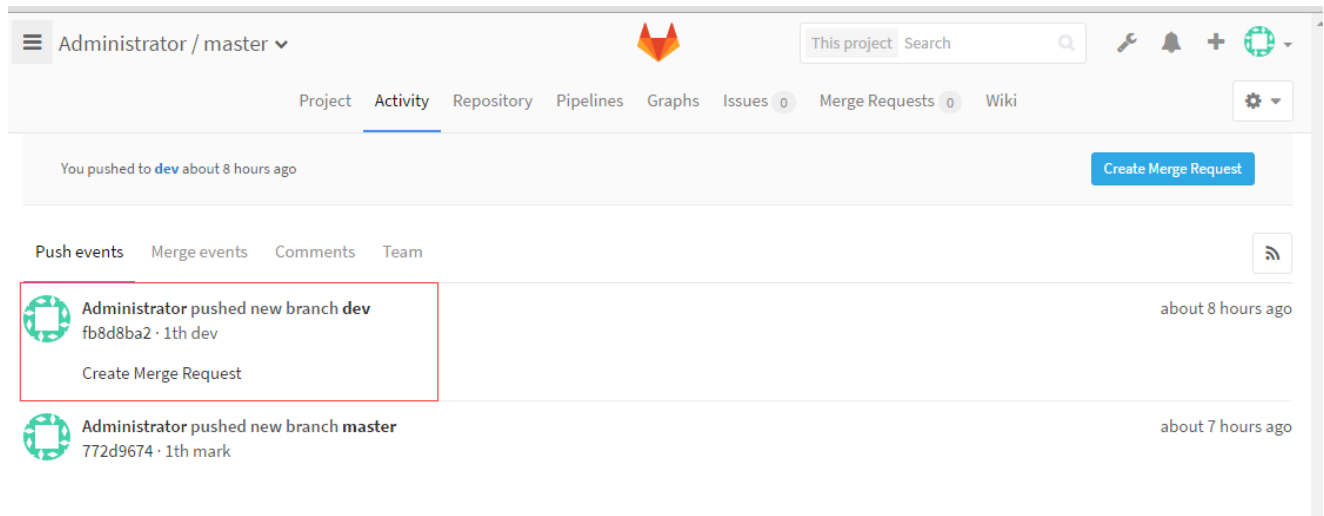 Administrator / master
This project Search
Project Activity Repository Pipelines Graphs Issues 0 Merge Requests 0 Wiki
You pushed to dev about 8 hours ago
Create Merge Request
Push events Merge events Comments Team
Administrator pushed new branch dev
about 8 hours ago
fb8d8ba2 · 1th dev
Create Merge Request
Administrator pushed new branch master
about 7 hours ago
772d9674 · 1th mark